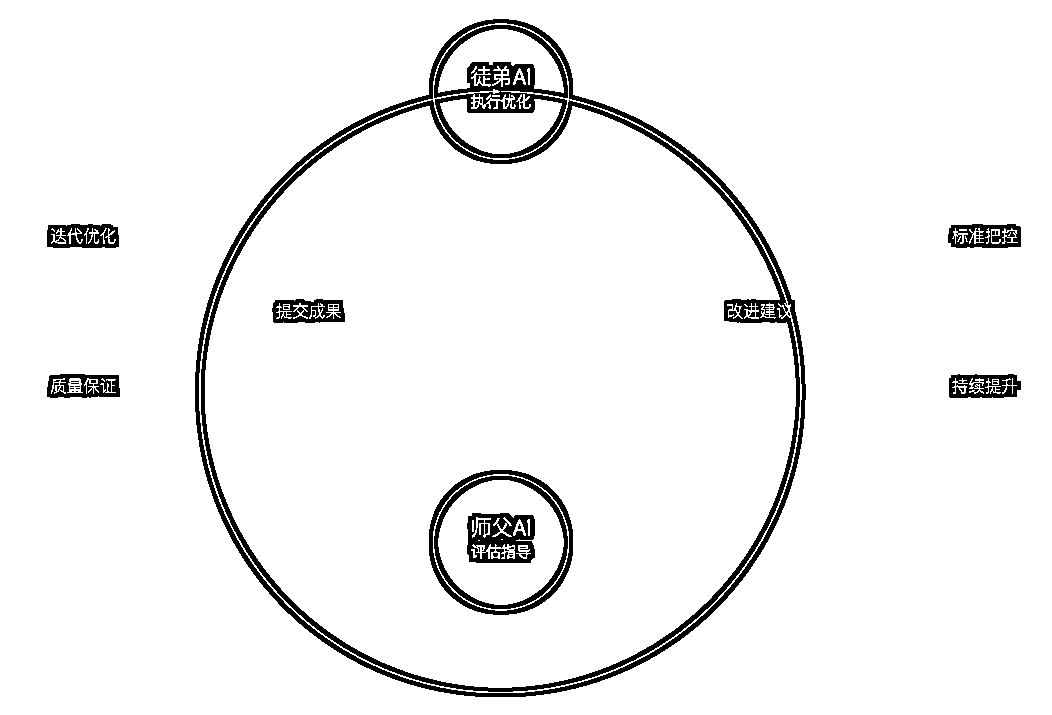 徒弟AI
执行优化
迭代优化
标准把控
提交成果
改进建议
质量保证
持续提升
师父AI
评估指导